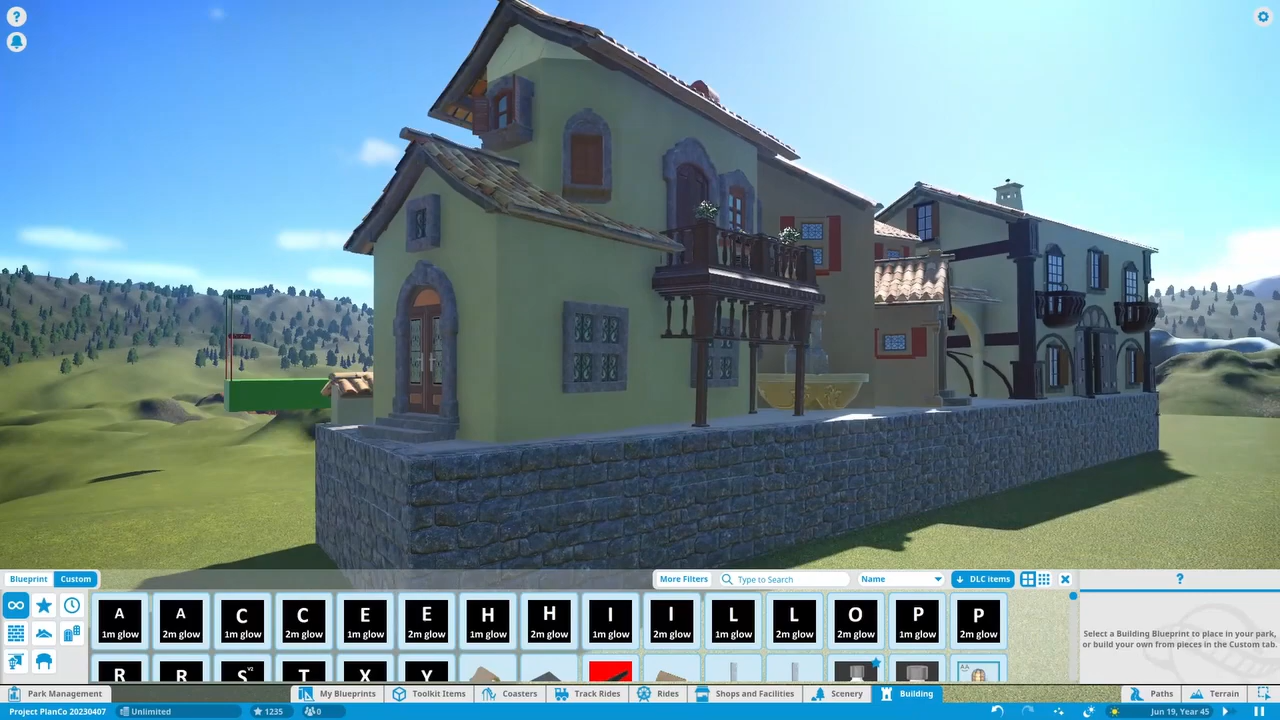 ?
Blueprint
Custom
More Filters
Type to Search
Name
DLC items
?
A
1m glow
A
2m glow
C
1m glow
C
2m glow
E
1m glow
E
2m glow
H
1m glow
H
2m glow
I
1m glow
I
2m glow
L
1m glow
L
2m glow
O
2m glow
P
1m glow
P
2m glow
R
R
S V2
T
X
Y
AA
Select a Building Blueprint to place in your park,
or build your own from pieces in the Custom tab.
Park Management
My Blueprints
Toolkit Items
Coasters
Track Rides
Rides
Shops and Facilities
Scenery
Building
Paths
Terrain
Project PlanCo 20230407
Unlimited
1235
0
Jun 19, Year 45